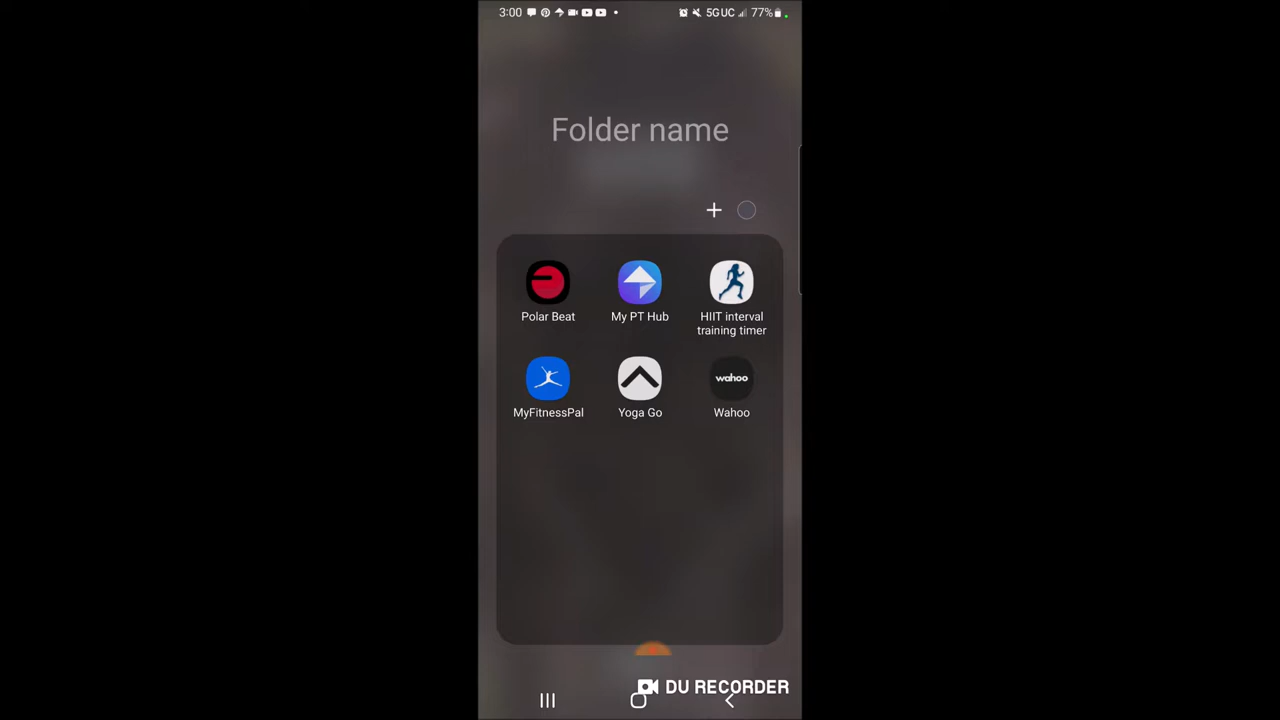 3:00 5GUC 77%
Folder name
Polar Beat My PT Hub HIIT interval
training timer
wahoo
MyFitnessPal Yoga Go Wahoo
DU RECORDER